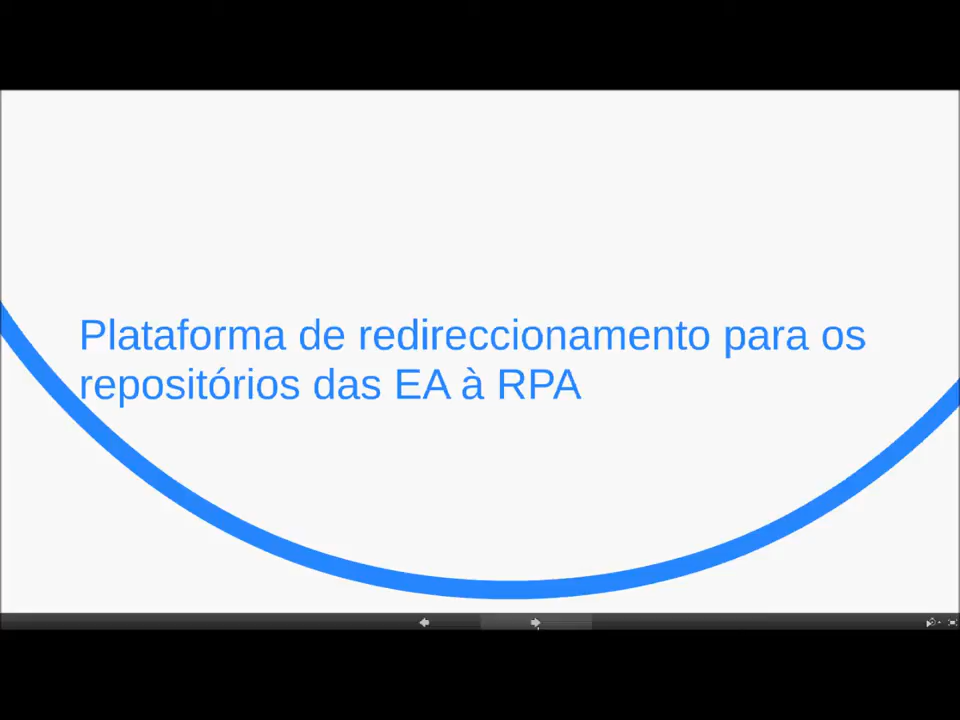 Plataforma de redireccionamento para os
repositórios das EA à RPA